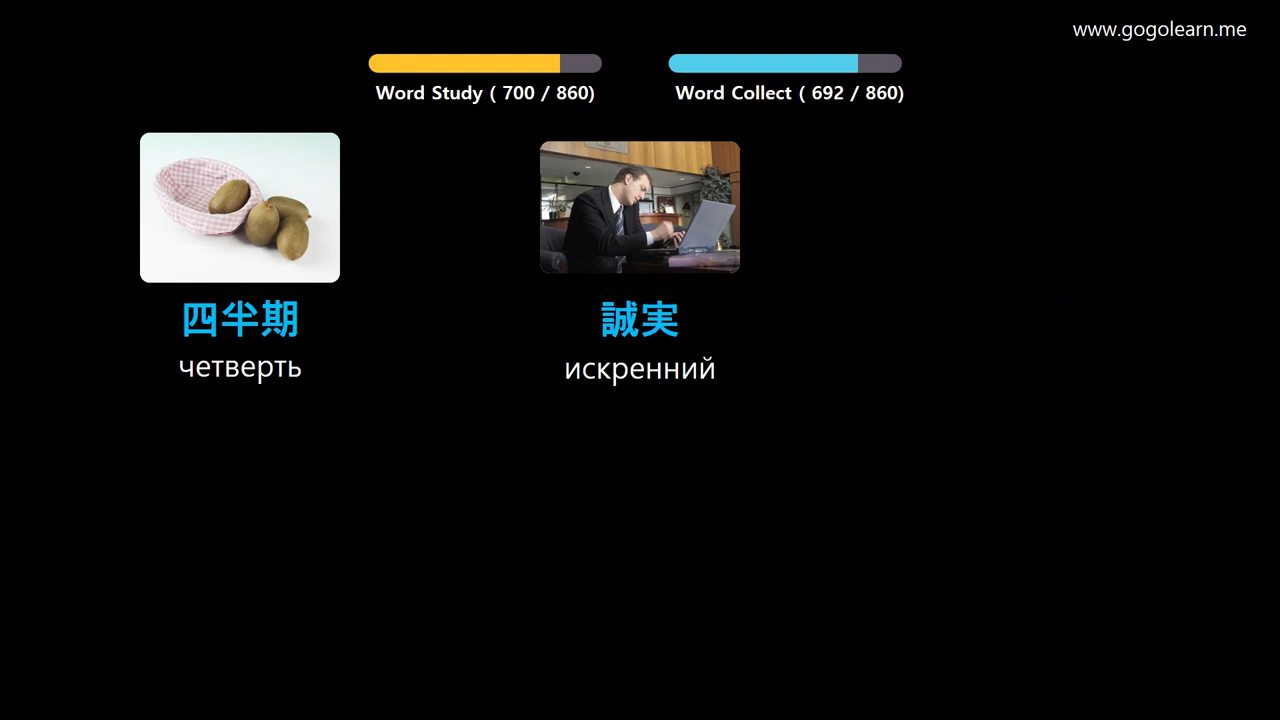 www.gogolearn.me
Word Study ( 700 / 860)
Word Collect ( 692 / 860)
四半期
четверть
誠実
искренний